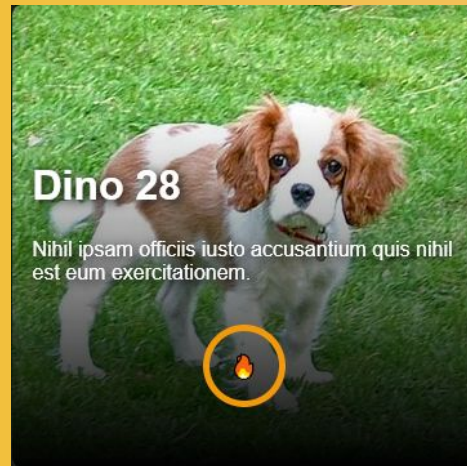 Dino 28
Nihil ipsam officiis iusto accusantium quis nihil
est eum exercitationem.